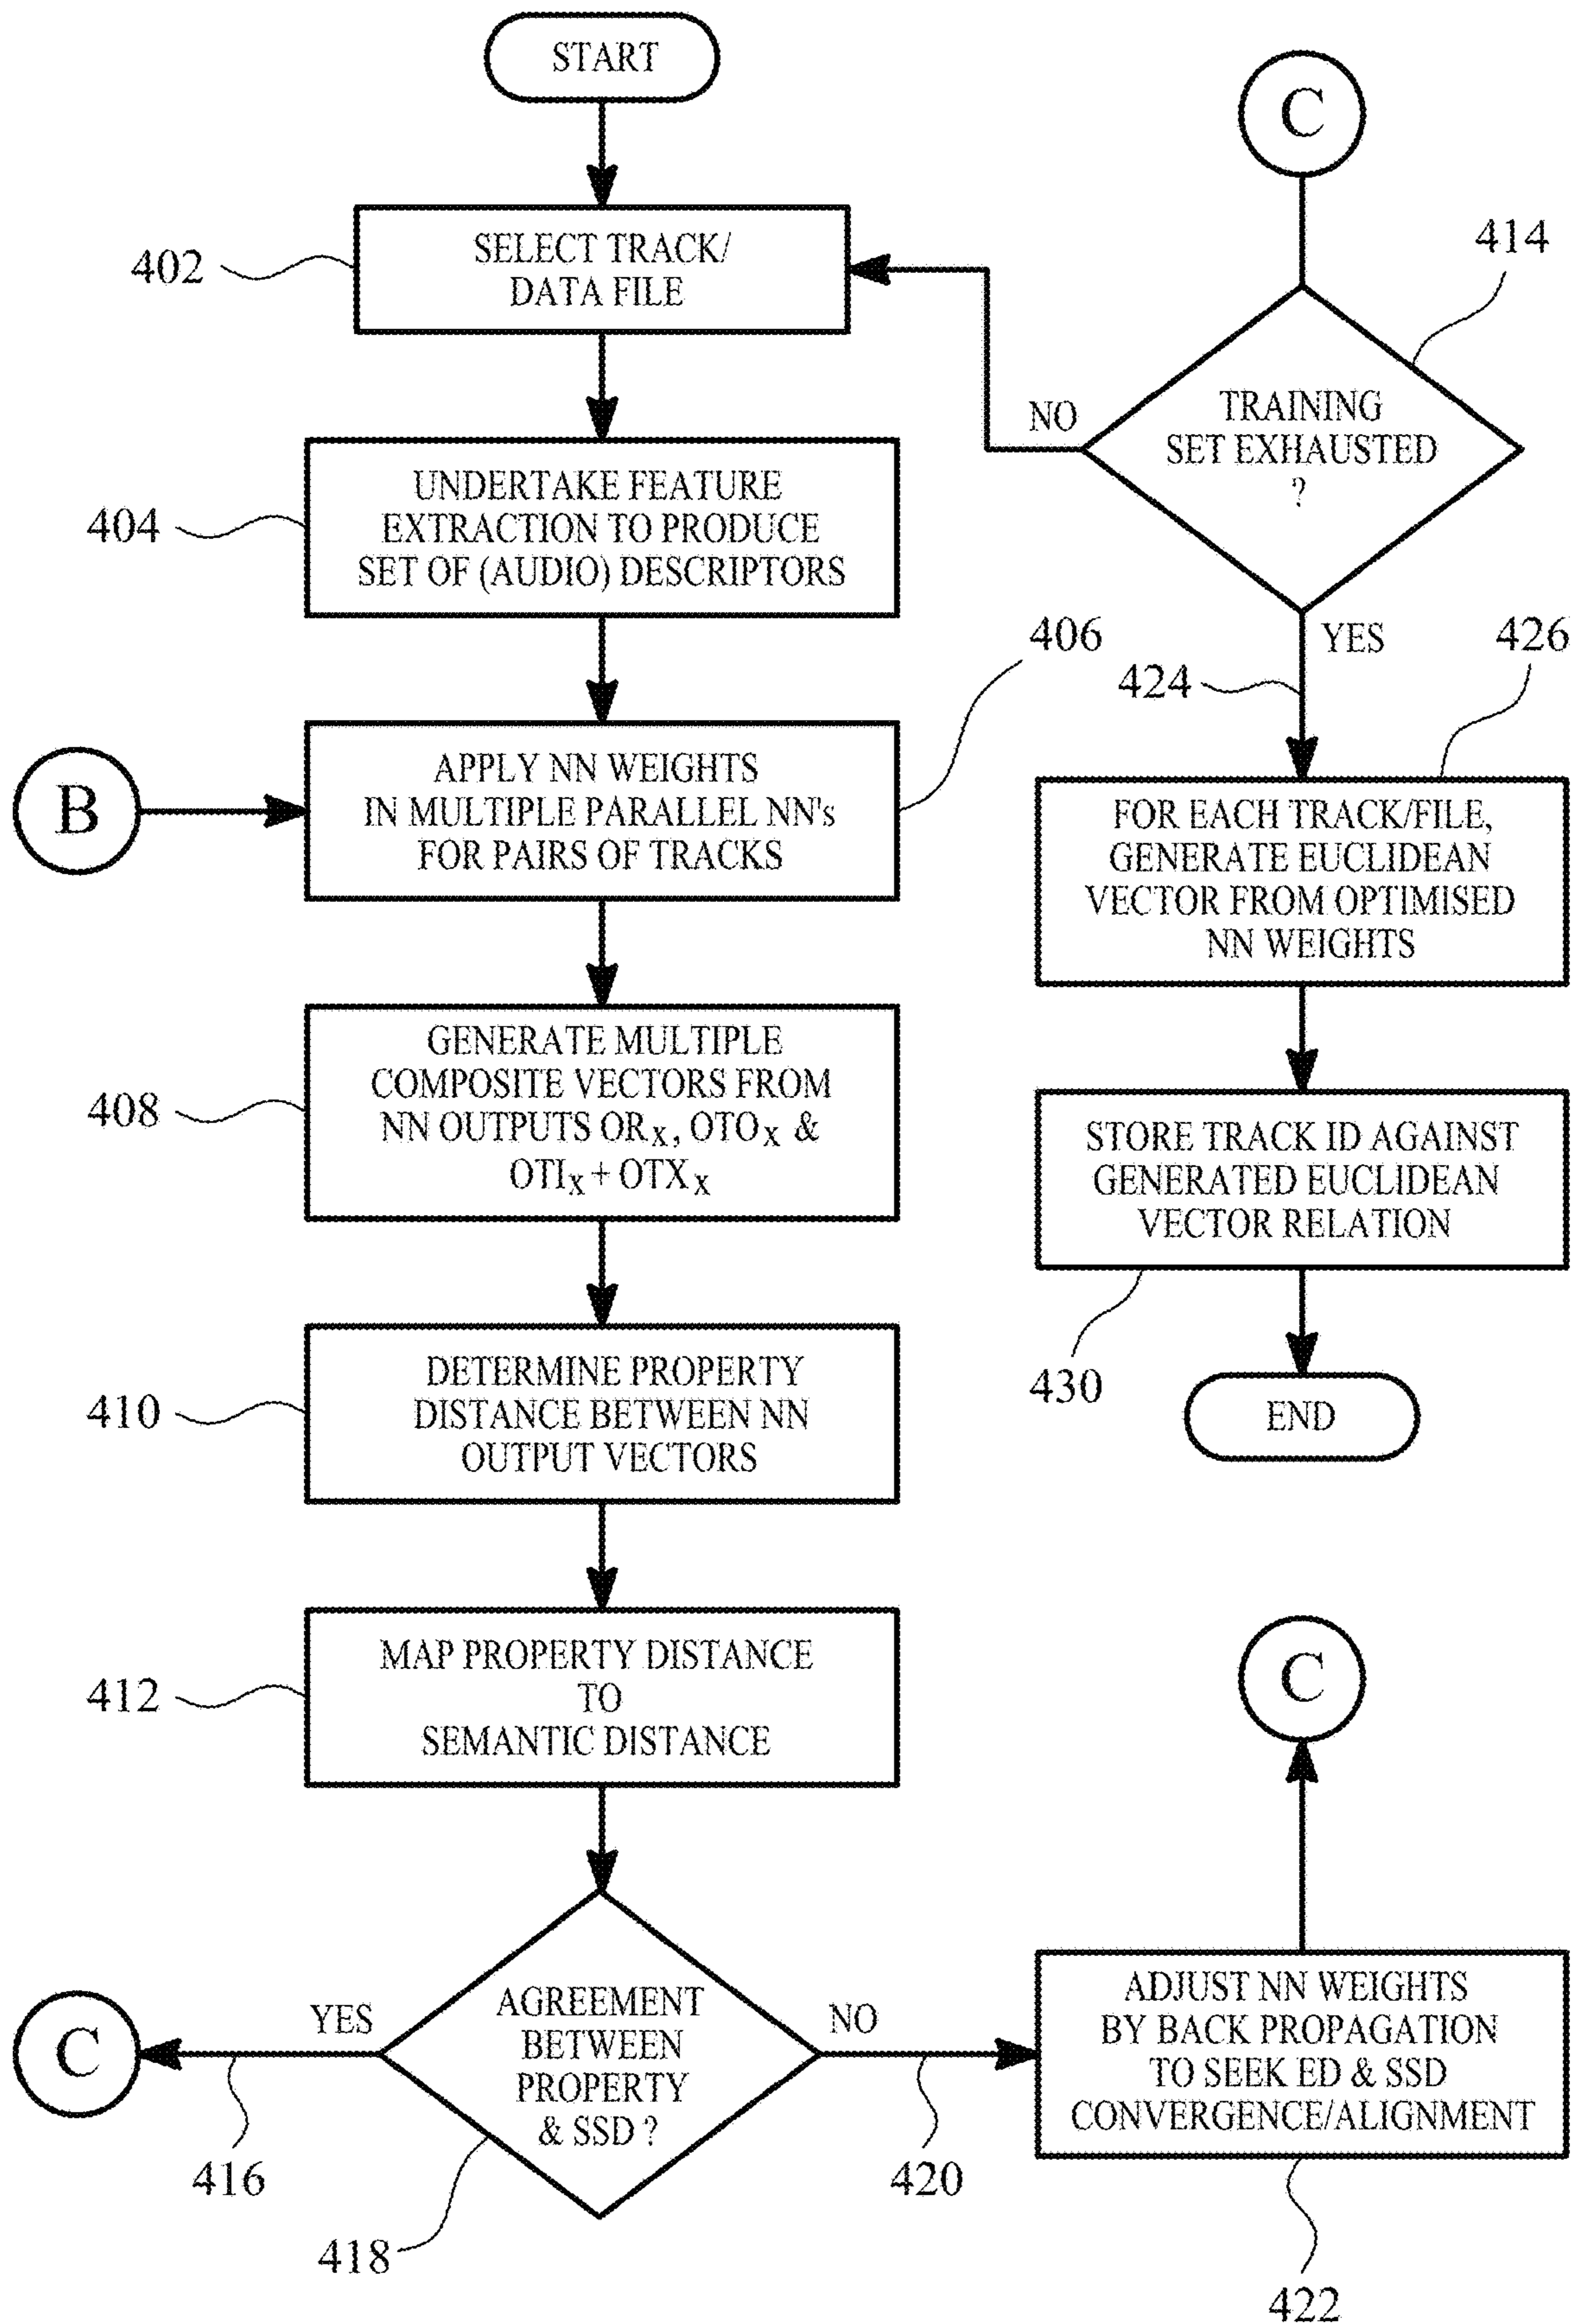 START
402
SELECT TRACK/
DATA FILE
404
UNDERTAKE FEATURE
EXTRACTION TO PRODUCE
SET OF (AUDIO) DESCRIPTORS
406
B
APPLY NN WEIGHTS
IN MULTIPLE PARALLEL NN's
FOR PAIRS OF TRACKS
408
GENERATE MULTIPLE
COMPOSITE VECTORS FROM
NN OUTPUTS ORX, OTOX &
OTIX + OTXX
410
DETERMINE PROPERTY
DISTANCE BETWEEN NN
OUTPUT VECTORS
412
MAP PROPERTY DISTANCE
TO
SEMANTIC DISTANCE
C
YES
416
AGREEMENT
BETWEEN
PROPERTY
& SSD ?
418
NO
420
ADJUST NN WEIGHTS
BY BACK PROPAGATION
TO SEEK ED & SSD
CONVERGENCE/ALIGNMENT
422
C
C
414
TRAINING
SET EXHAUSTED
?
NO
YES
424
426
FOR EACH TRACK/FILE,
GENERATE EUCLIDEAN
VECTOR FROM OPTIMISED
NN WEIGHTS
STORE TRACK ID AGAINST
GENERATED EUCLIDEAN
VECTOR RELATION
430
END